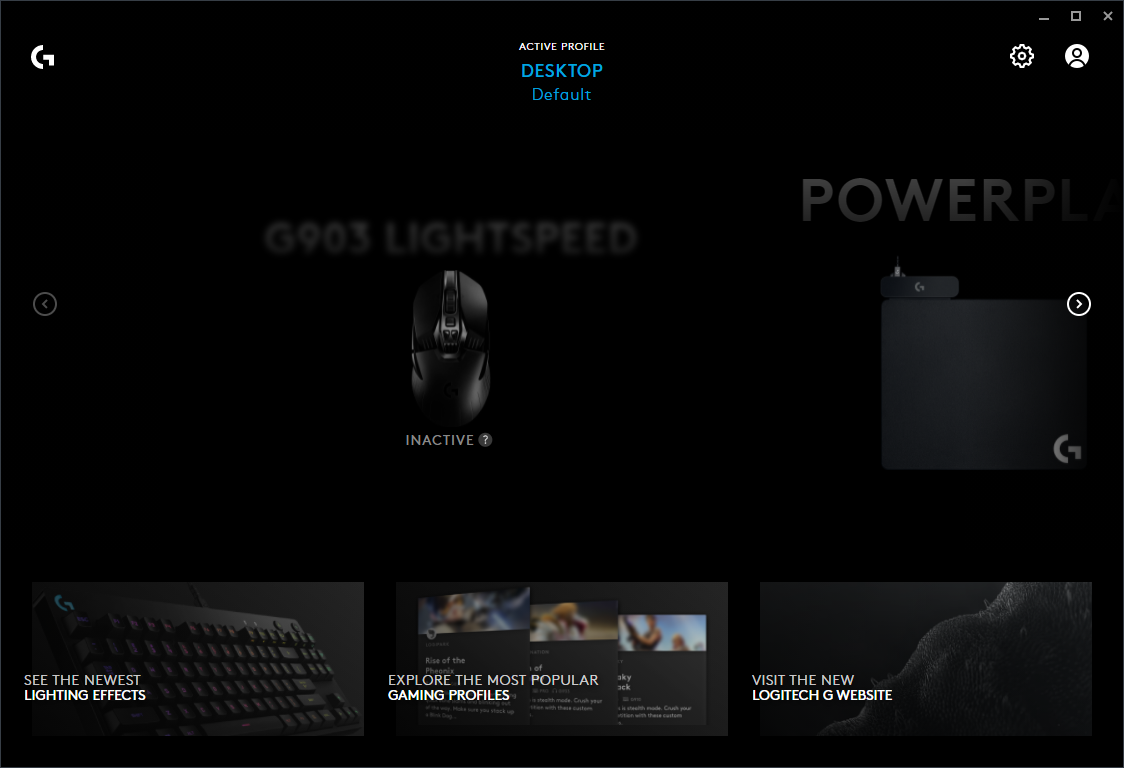 ACTIVE PROFILE
DESKTOP
Default
POWERPLA
G903 LIGHTSPEED
INACTIVE ?
SEE THE NEWEST
LIGHTING EFFECTS
Rise of the
Pheonix
EXPLORE THE MOST POPULAR
GAMING PROFILES
VISIT THE NEW
LOGITECH G WEBSITE